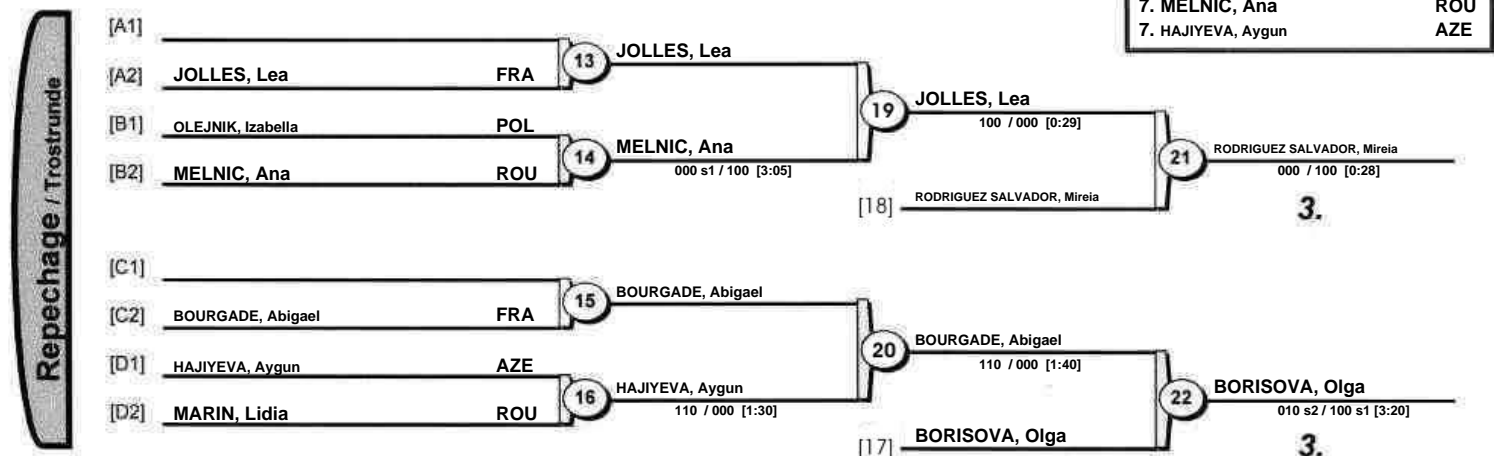 7. MELNIC, Ana ROU
7. HAJIYEVA, Aygun AZE
Repechage / Trostrunde
[A1]
13 JOLLES, Lea
[A2] JOLLES, Lea FRA
19 JOLLES, Lea
100 / 000 [0:29]
[B1] OLEJNIK, Izabella POL
14 MELNIC, Ana
000 s1 / 100 [3:05]
[B2] MELNIC, Ana ROU
21 RODRIGUEZ SALVADOR, Mireia
000 / 100 [0:28]
[18] RODRIGUEZ SALVADOR, Mireia
3.
[C1]
15 BOURGADE, Abigael
[C2] BOURGADE, Abigael FRA
20 BOURGADE, Abigael
110 / 000 [1:40]
[D1] HAJIYEVA, Aygun AZE
16 HAJIYEVA, Aygun
110 / 000 [1:30]
[D2] MARIN, Lidia ROU
22 BORISOVA, Olga
010 s2 / 100 s1 [3:20]
[17] BORISOVA, Olga
3.